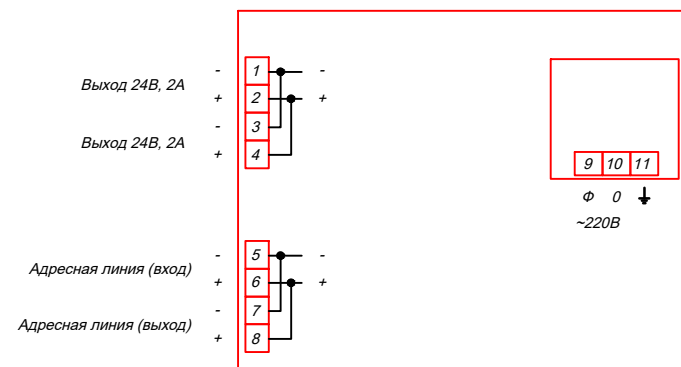 - 1 -
Выход 24В, 2А
+ 2 +
- 3
Выход 24В, 2А
+ 4
9 10 11
Ф 0
~220В
- 5 -
Адресная линия (вход)
+ 6 +
- 7
Адресная линия (выход)
+ 8